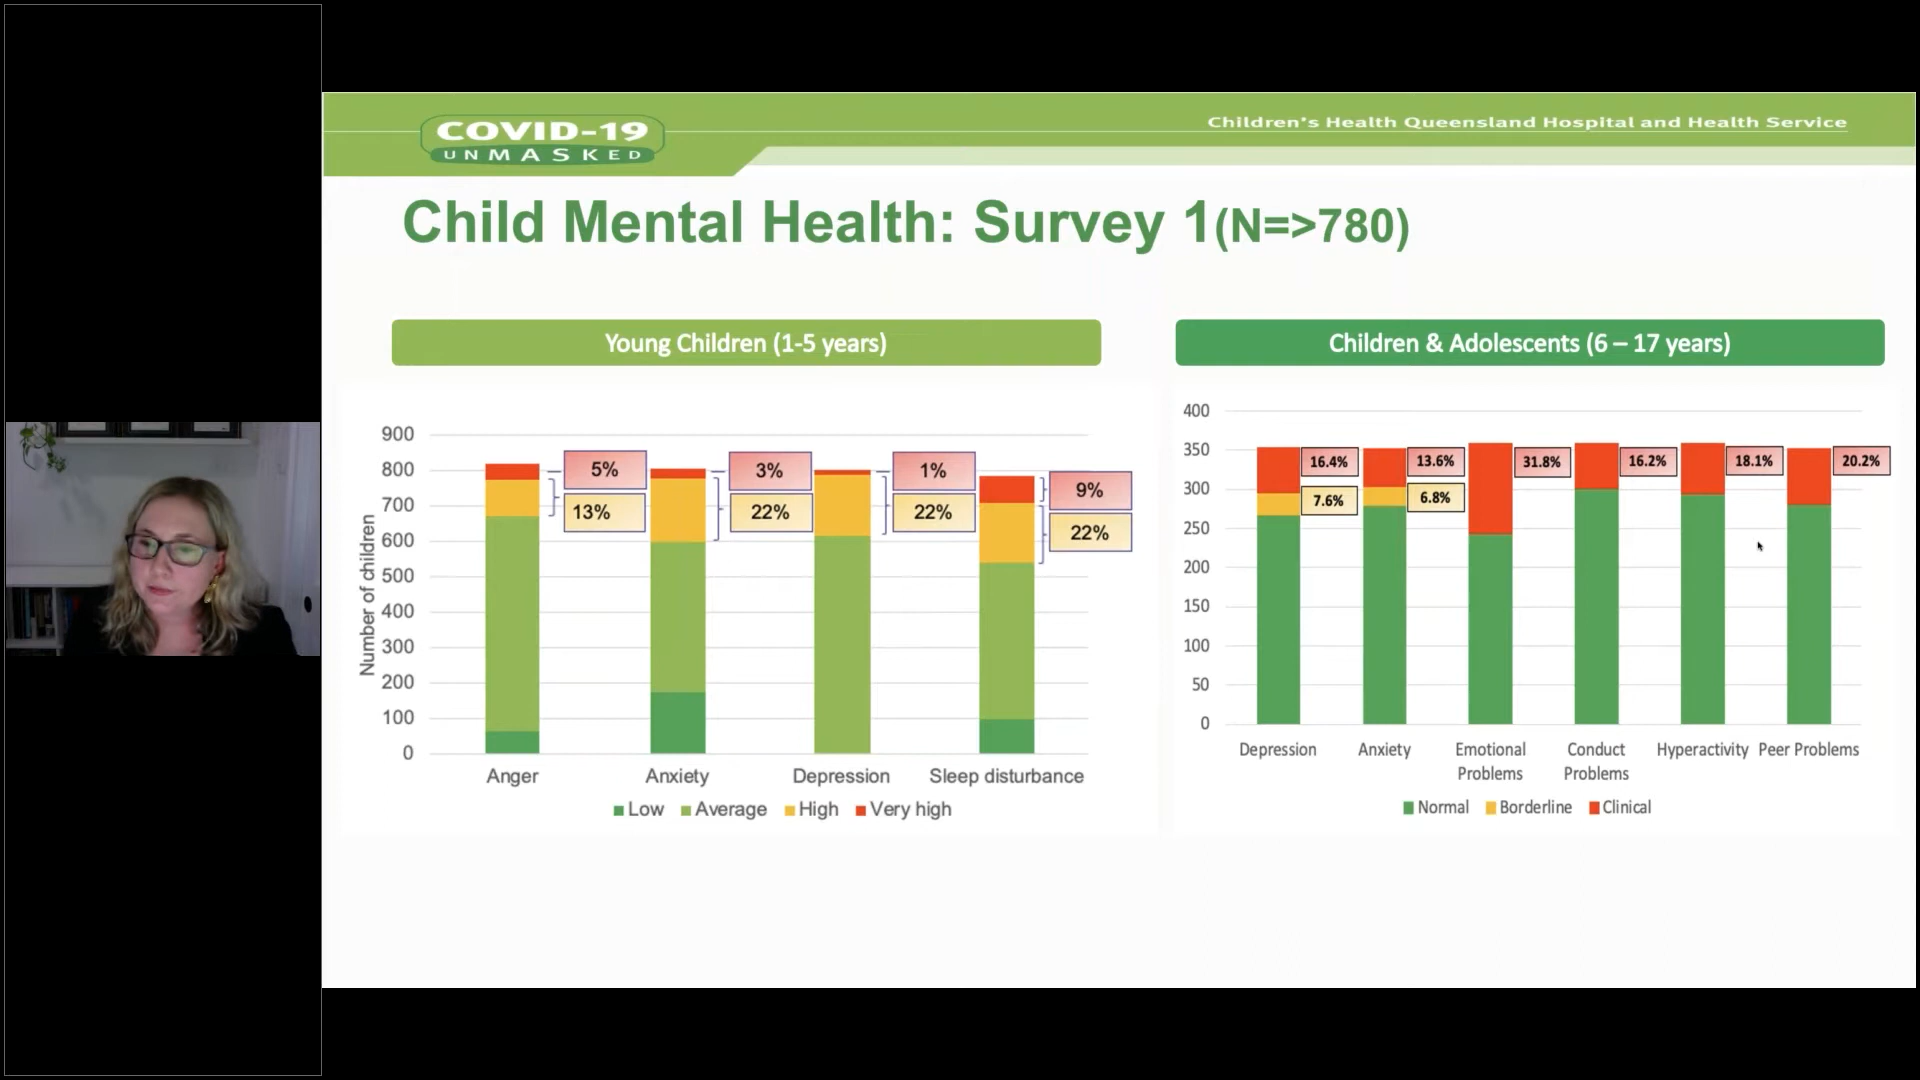 COVID-19
UNMASKED
Children's Health Queensland Hospital and Health Service
Child Mental Health: Survey 1(N=>780)
Young Children (1-5 years)
Number of children
900
800
700
600
500
400
300
200
100
0
5%
13%
3%
22%
1%
22%
9%
22%
Anger
Anxiety
Depression
Sleep disturbance
Low
Average
High
Very high
Children & Adolescents (6 – 17 years)
400
350
300
250
200
150
100
50
0
16.4%
7.6%
13.6%
6.8%
31.8%
16.2%
18.1%
20.2%
Depression
Anxiety
Emotional
Problems
Conduct
Problems
Hyperactivity
Peer Problems
Normal
Borderline
Clinical